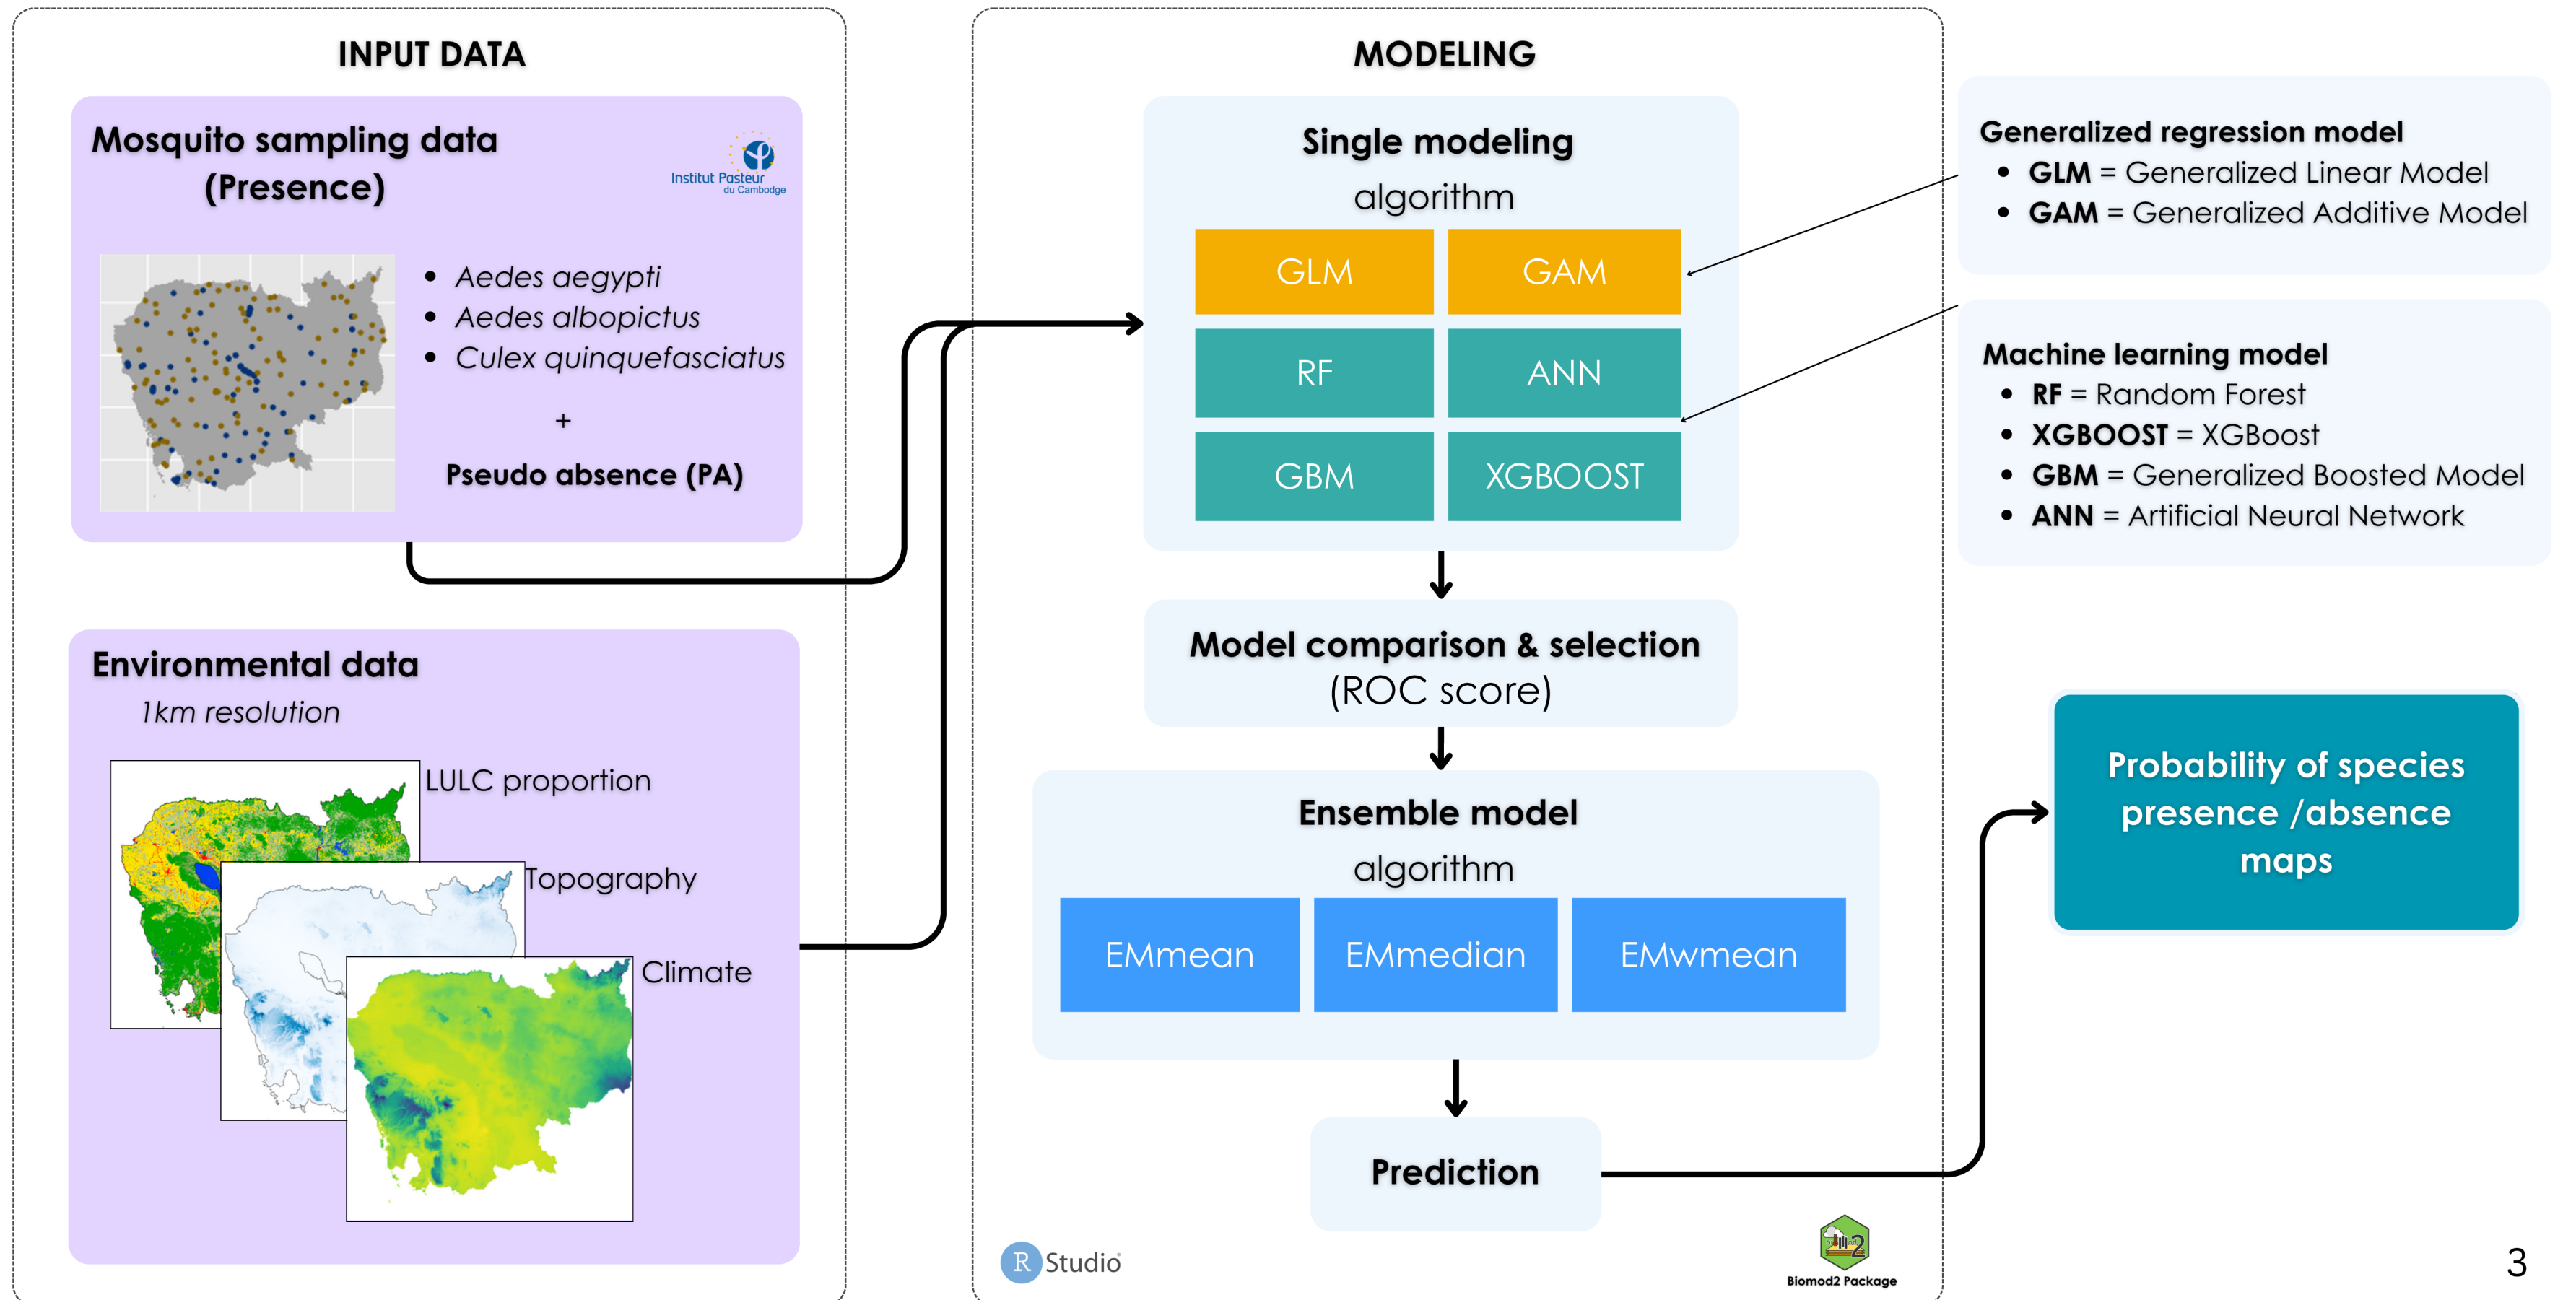 INPUT DATA
Mosquito sampling data
(Presence)
Institut Pasteur
du Cambodge
• Aedes aegypti
• Aedes albopictus
• Culex quinquefasciatus
+
Pseudo absence (PA)
Environmental data
1km resolution
LULC proportion
Topography
Climate
MODELING
Single modeling
algorithm
GLM
GAM
RF
ANN
GBM
XGBOOST
Model comparison & selection
(ROC score)
Ensemble model
algorithm
EMmean
EMmedian
EMwmean
Prediction
R Studio
2
Biomod2 Package
Generalized regression model
• GLM = Generalized Linear Model
• GAM = Generalized Additive Model
Machine learning model
• RF = Random Forest
• XGBOOST = XGBoost
• GBM = Generalized Boosted Model
• ANN = Artificial Neural Network
Probability of species
presence /absence
maps
3